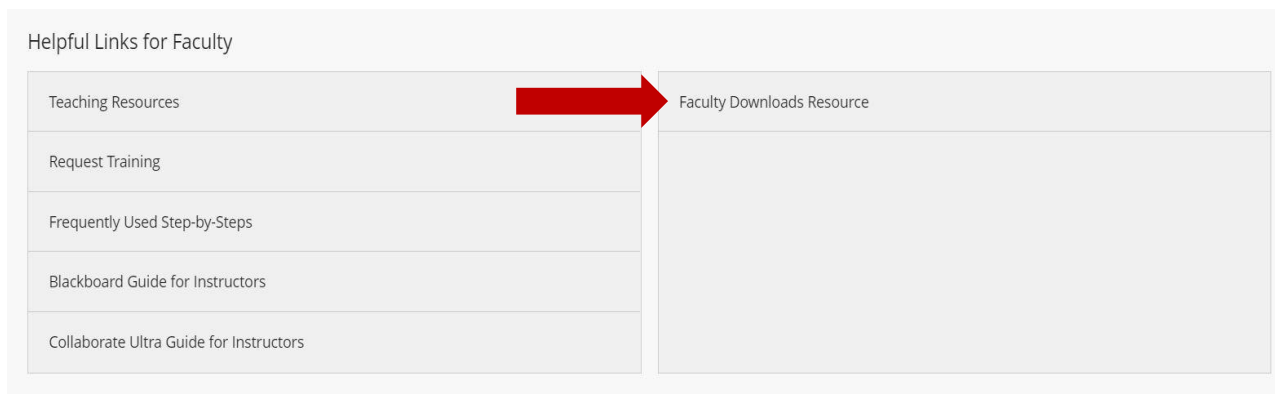 Helpful Links for Faculty
Teaching Resources
Request Training
Frequently Used Step-by-Steps
Blackboard Guide for Instructors
Collaborate Ultra Guide for Instructors
Faculty Downloads Resource